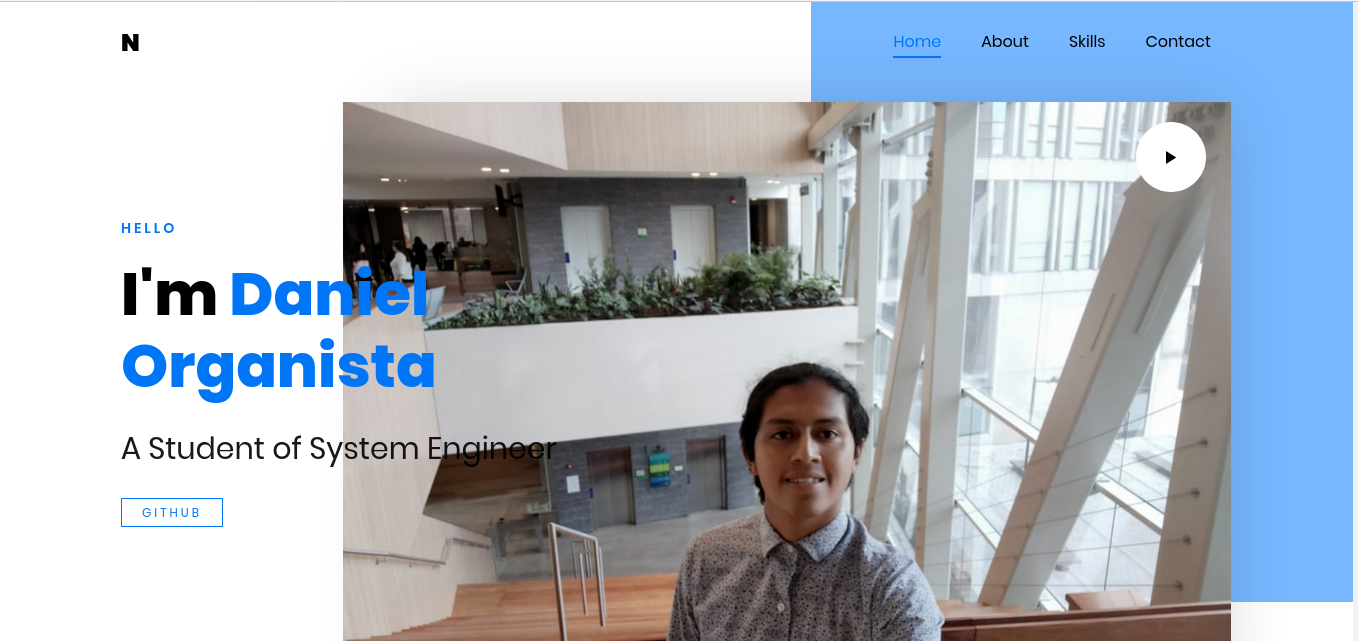 N
Home About Skills Contact
HELLO
I'm Daniel
Organista
A Student of System Engineer
GITHUB